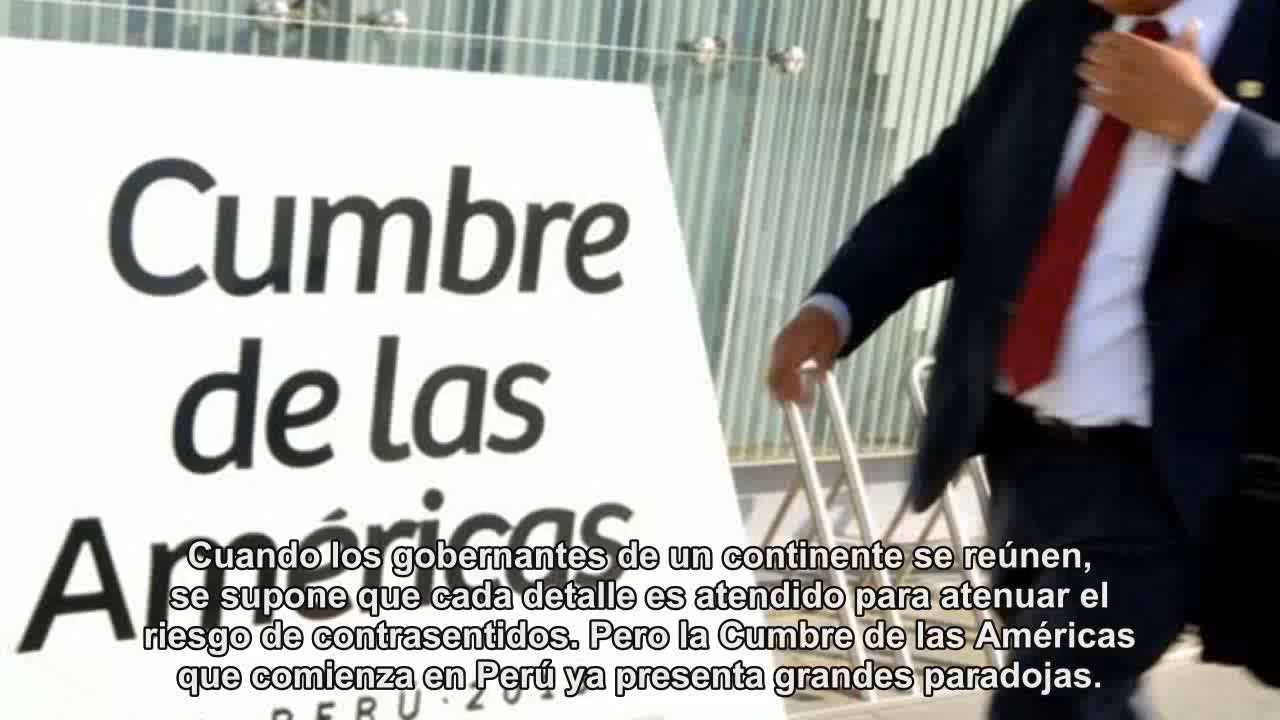 Cumbre
de las
Américas
PERÚ
Cuando los gobernantes de un continente se reúnen,
se supone que cada detalle es atendido para atenuar el
riesgo de contrasentidos. Pero la Cumbre de las Américas
que comienza en Perú ya presenta grandes paradojas.